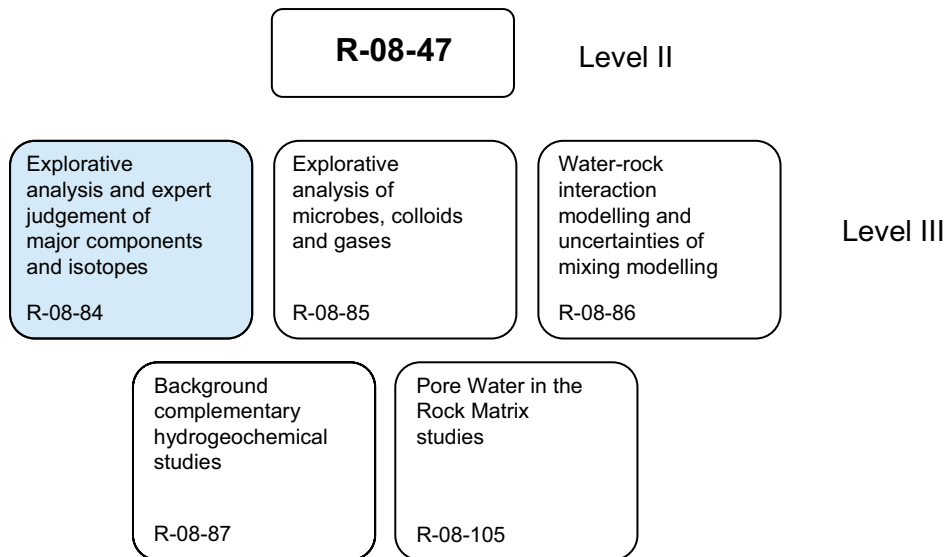 R-08-47
Level II
Explorative
analysis and expert
judgement of
major components
and isotopes
R-08-84
Explorative
analysis of
microbes, colloids
and gases
R-08-85
Water-rock
interaction
modelling and
uncertainties of
mixing modelling
R-08-86
Level III
Background
complementary
hydrogeochemical
studies
R-08-87
Pore Water in the
Rock Matrix
studies
R-08-105